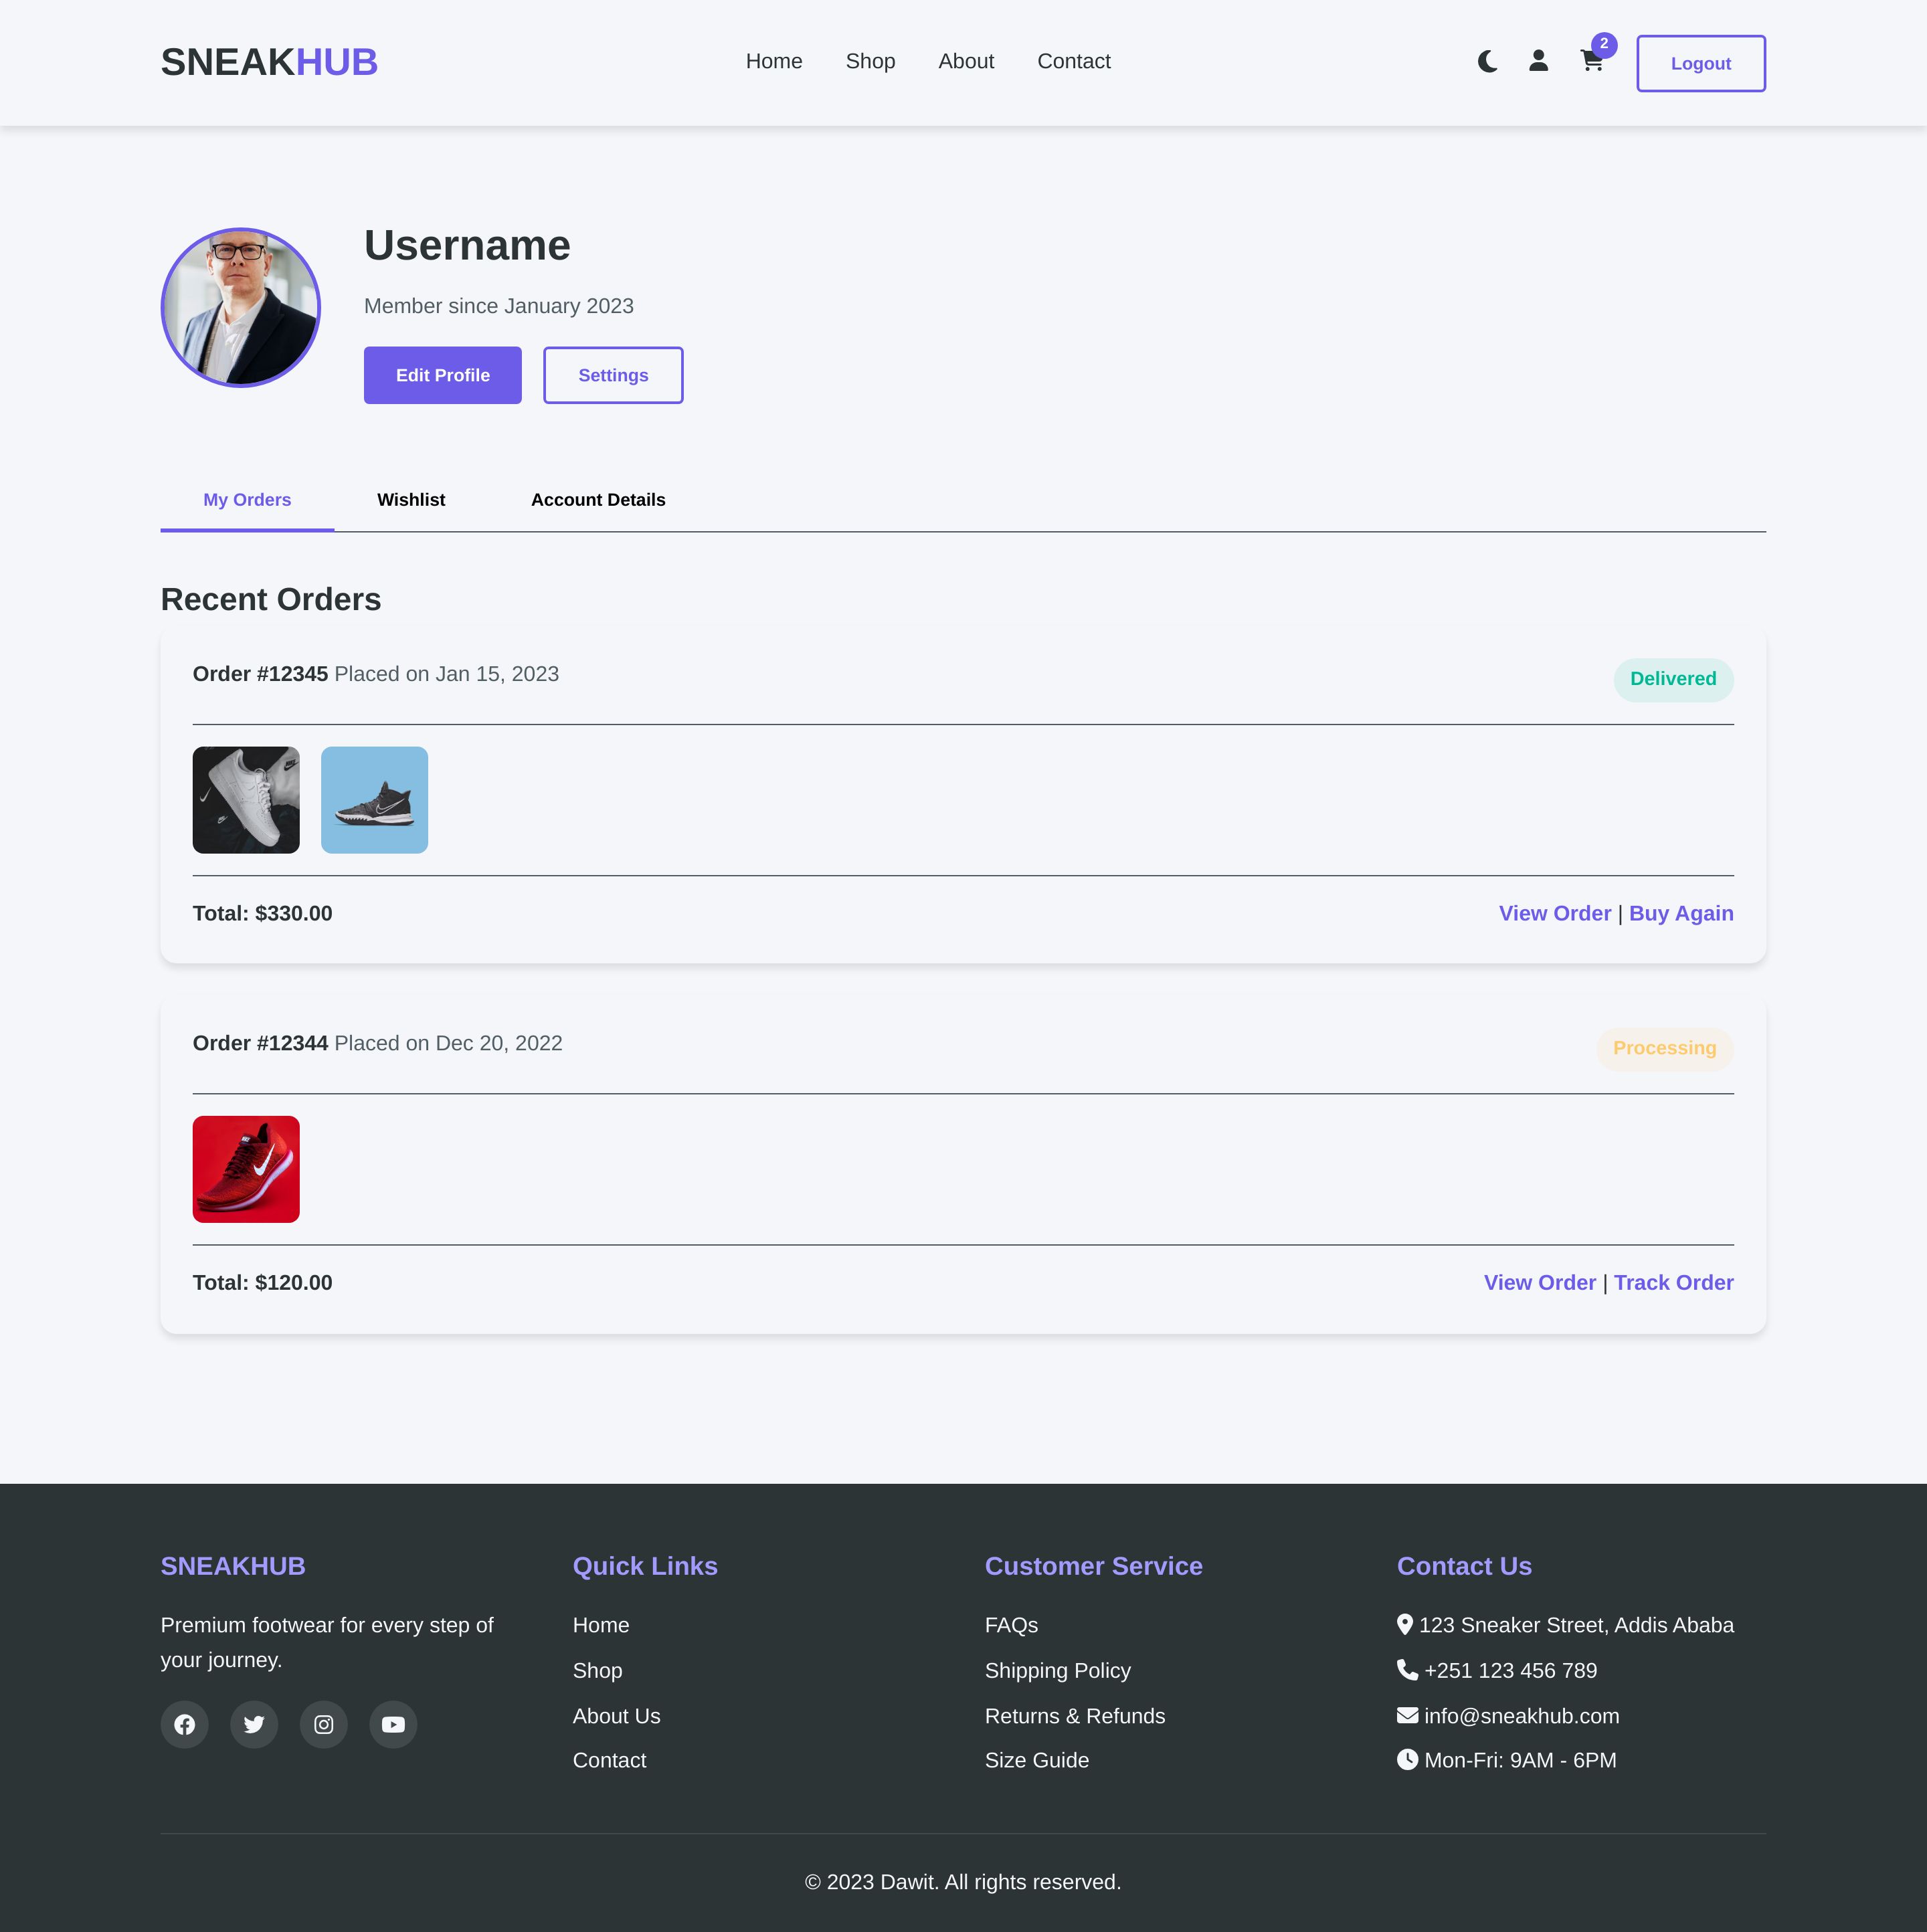 SNEAKHUB
Home Shop About Contact
2
Logout
Username
Member since January 2023
Edit Profile Settings
My Orders Wishlist Account Details
Recent Orders
Order #12345 Placed on Jan 15, 2023
Delivered
Total: $330.00
View Order | Buy Again
Order #12344 Placed on Dec 20, 2022
Processing
Total: $120.00
View Order | Track Order
SNEAKHUB
Premium footwear for every step of
your journey.
Quick Links
Home
Shop
About Us
Contact
Customer Service
FAQs
Shipping Policy
Returns & Refunds
Size Guide
Contact Us
123 Sneaker Street, Addis Ababa
+251 123 456 789
info@sneakhub.com
Mon-Fri: 9AM - 6PM
© 2023 Dawit. All rights reserved.